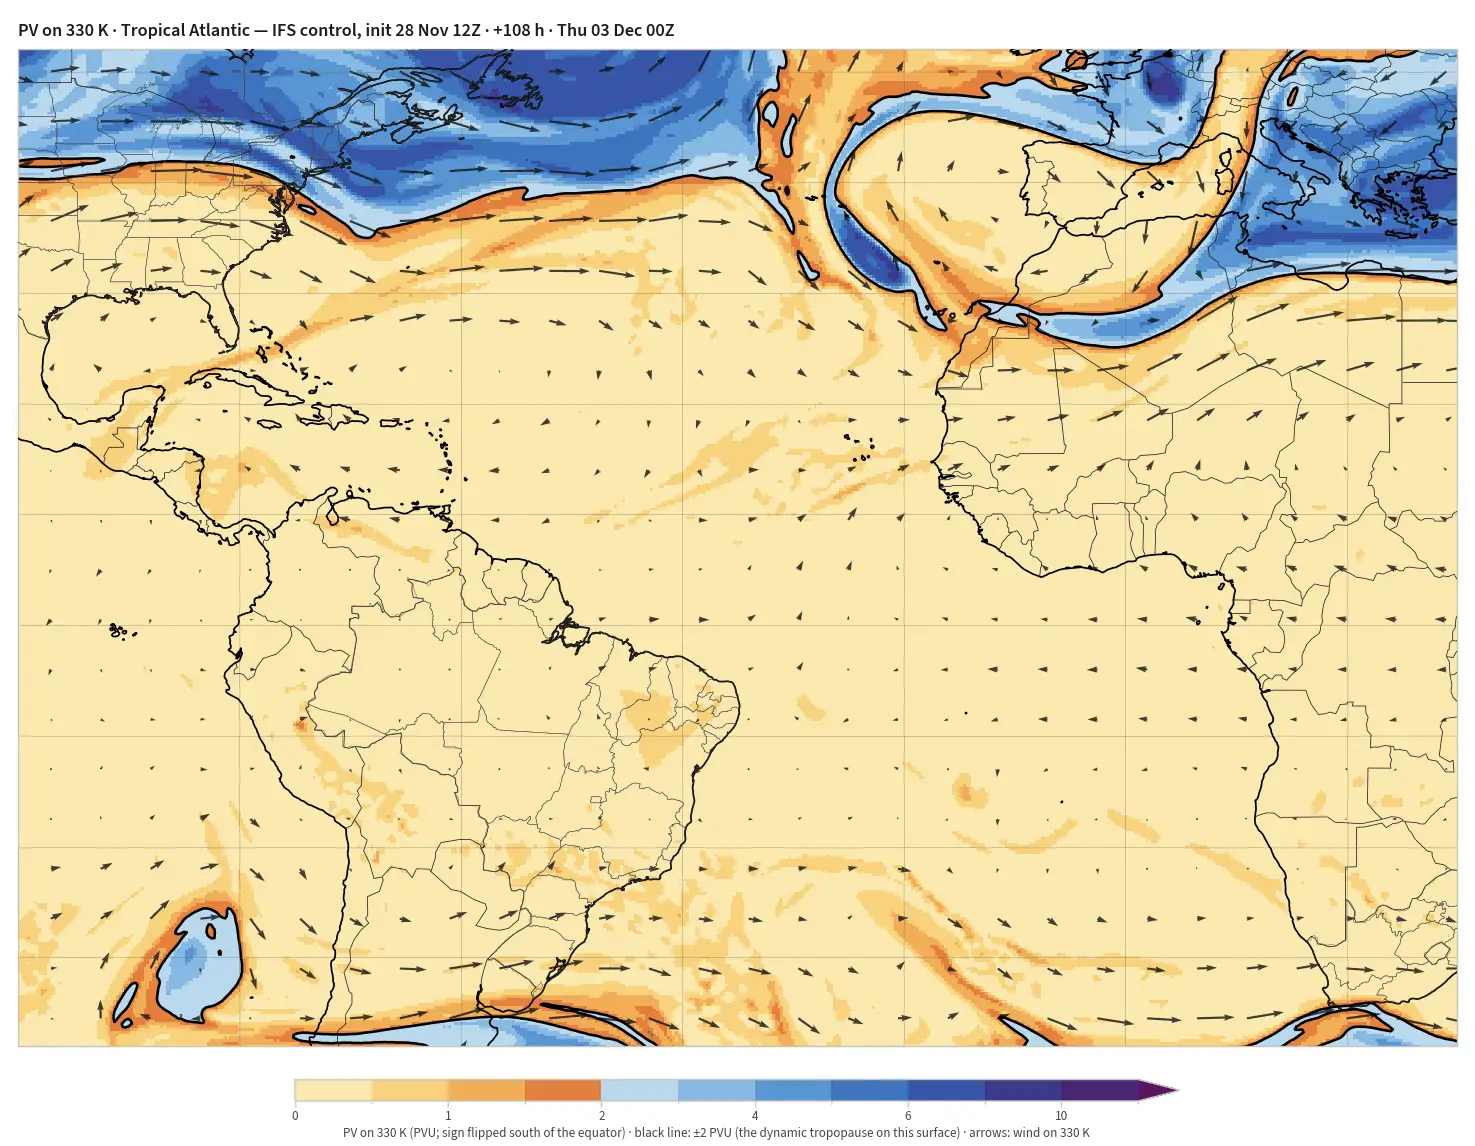 PV on 330 K · Tropical Atlantic — IFS control, init 28 Nov 12Z · +108 h · Thu 03 Dec 00Z
0 1 2 4 6 10
PV on 330 K (PVU; sign flipped south of the equator) · black line: ±2 PVU (the dynamic tropopause on this surface) · arrows: wind on 330 K